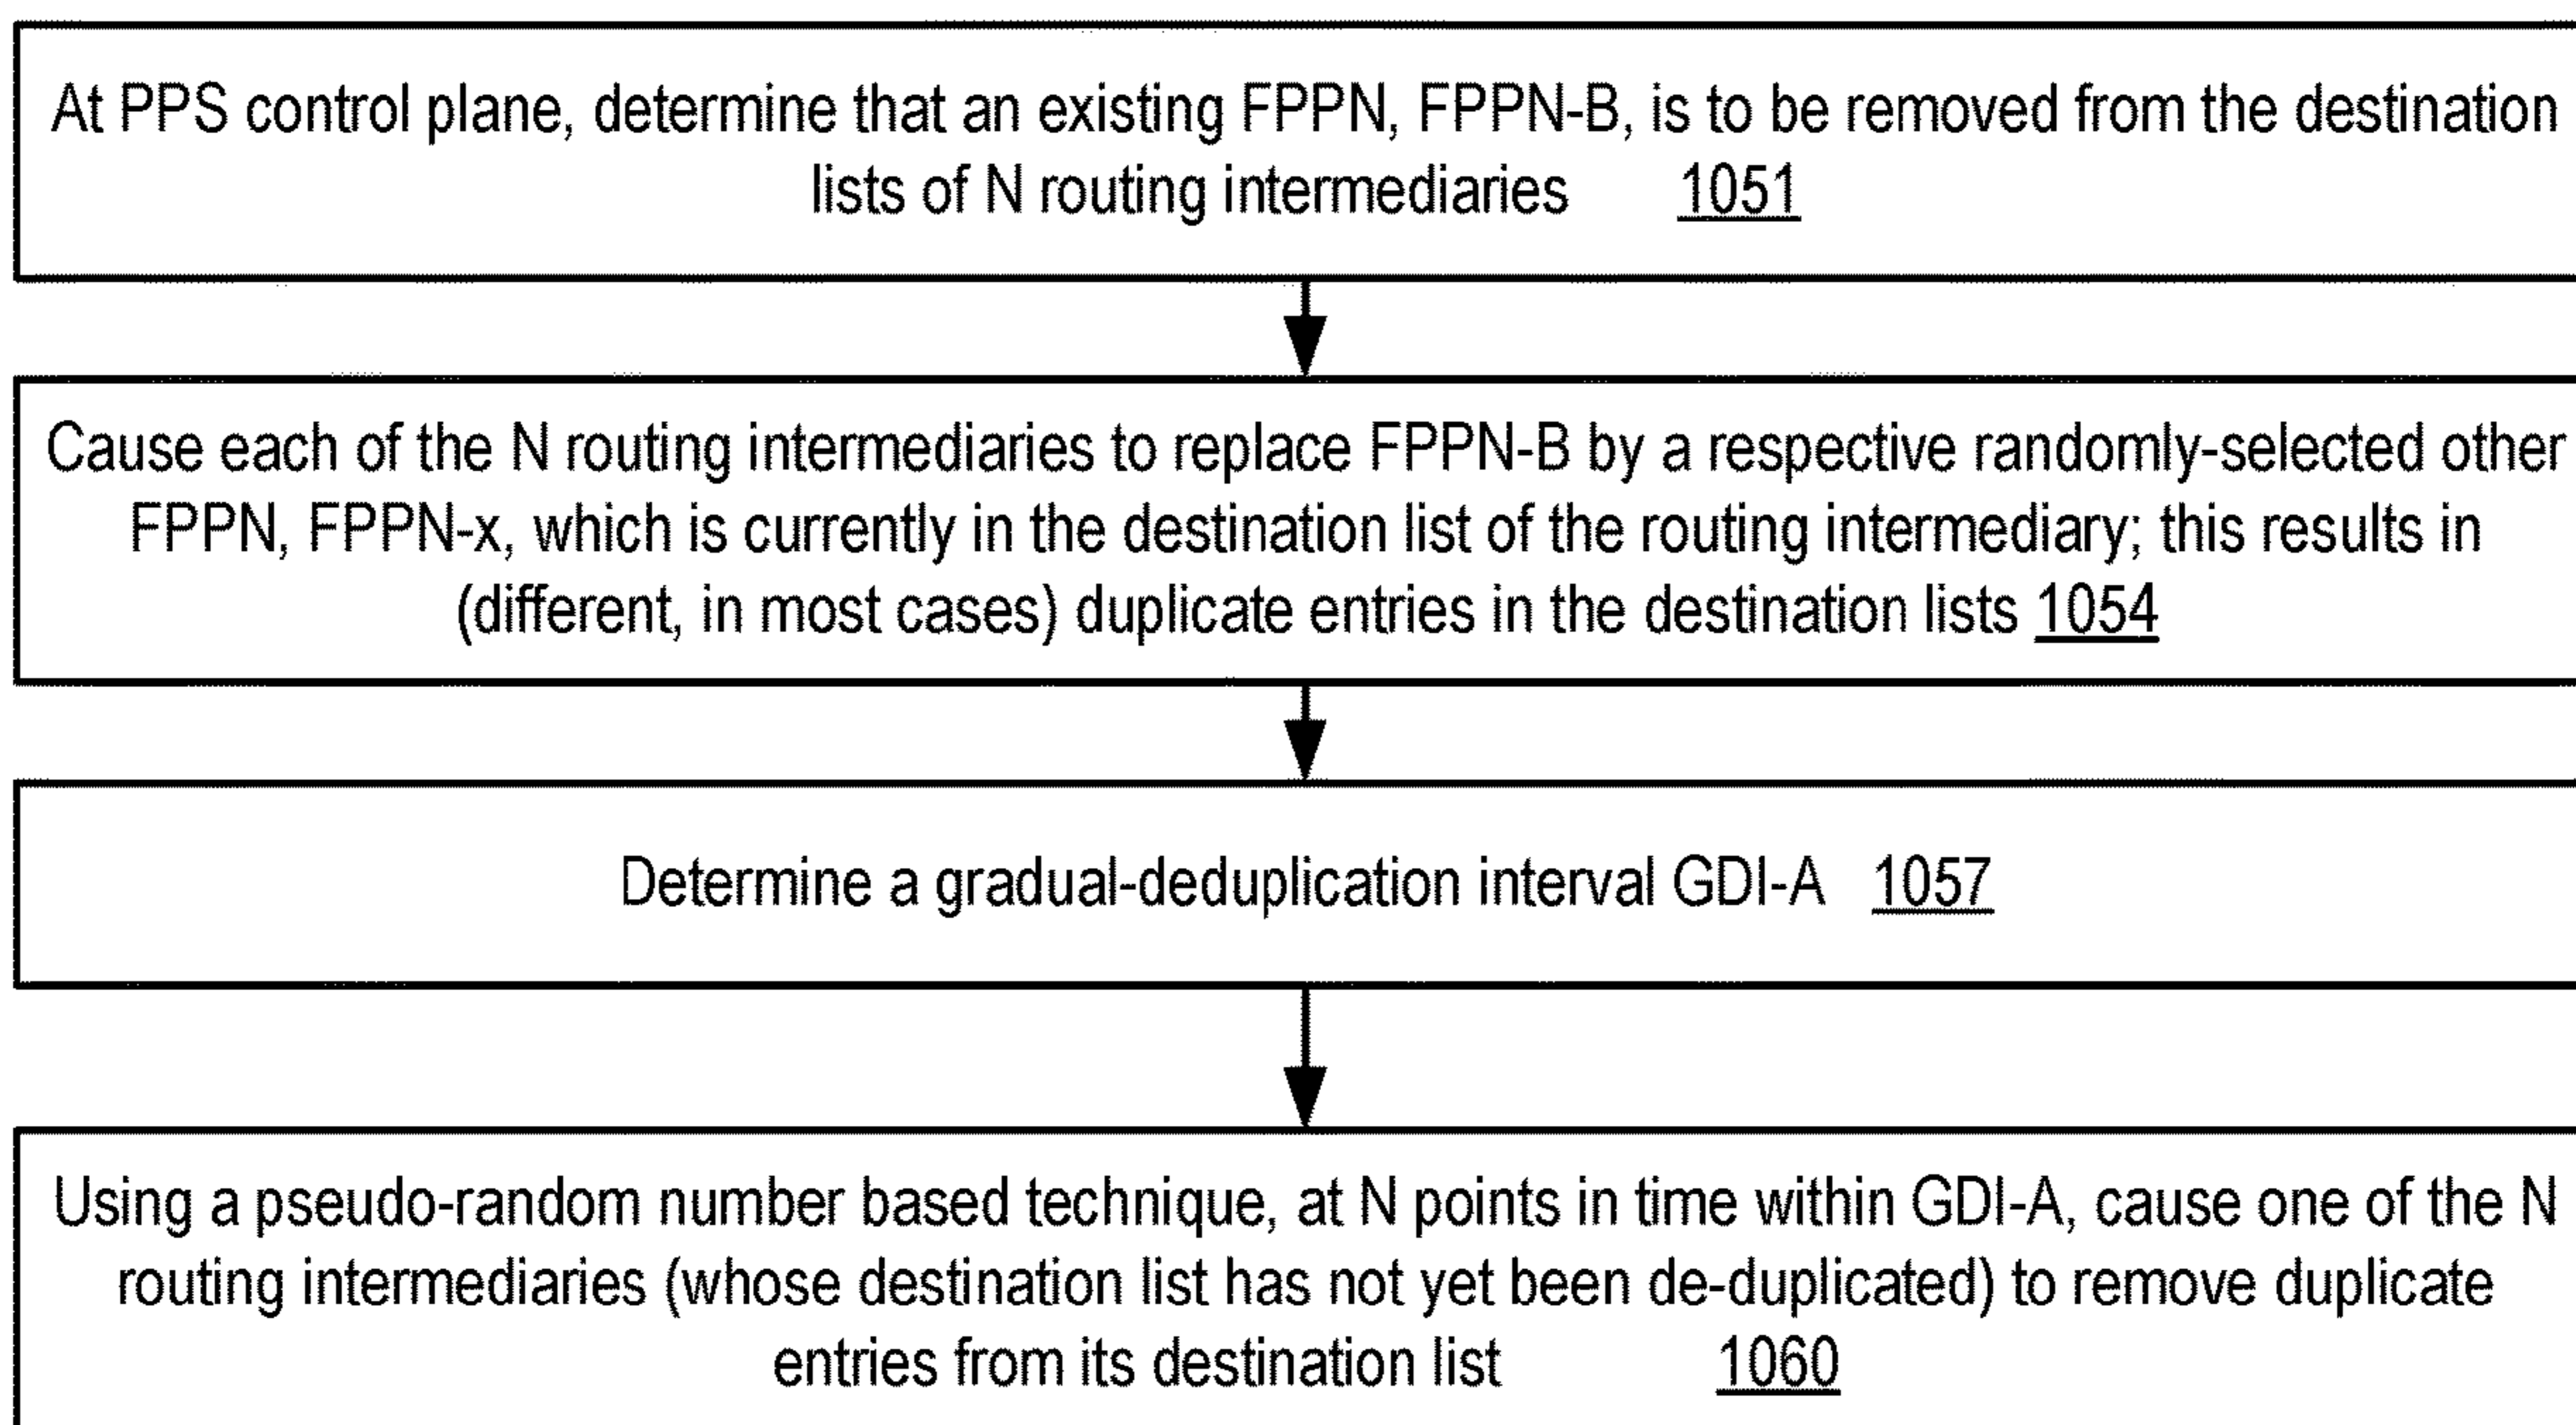 At PPS control plane, determine that an existing FPPN, FPPN-B, is to be removed from the destination
lists of N routing intermediaries 1051
Cause each of the N routing intermediaries to replace FPPN-B by a respective randomly-selected other
FPPN, FPPN-x, which is currently in the destination list of the routing intermediary; this results in
(different, in most cases) duplicate entries in the destination lists 1054
Determine a gradual-deduplication interval GDI-A 1057
Using a pseudo-random number based technique, at N points in time within GDI-A, cause one of the N
routing intermediaries (whose destination list has not yet been de-duplicated) to remove duplicate
entries from its destination list 1060